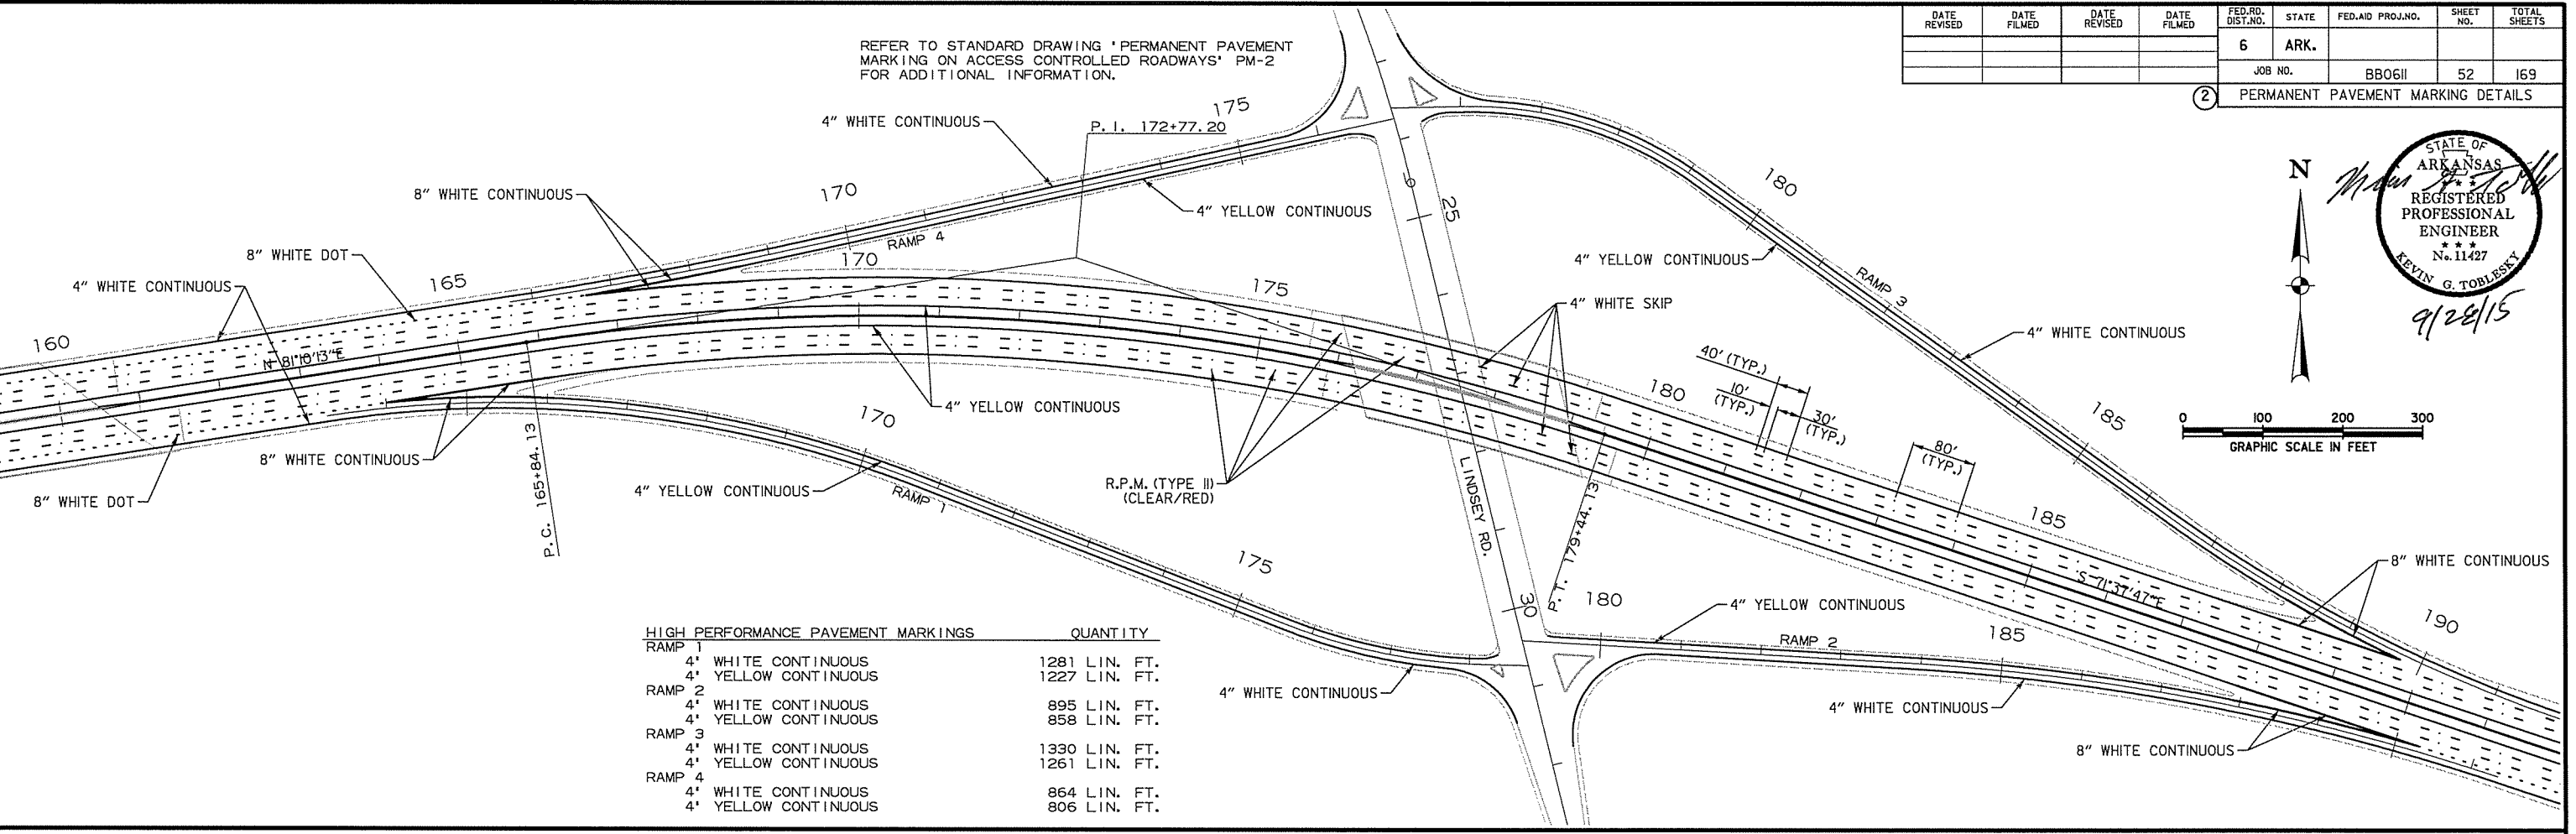 DATE REVISED
DATE FILMED
DATE REVISED
DATE FILMED
FED.RD. DIST.NO.
STATE
FED.AID PROJ.NO.
SHEET NO.
TOTAL SHEETS
6
ARK.
JOB NO.
BB0611
52
169
2
PERMANENT PAVEMENT MARKING DETAILS
REFER TO STANDARD DRAWING "PERMANENT PAVEMENT
MARKING ON ACCESS CONTROLLED ROADWAYS" PM-2
FOR ADDITIONAL INFORMATION.
STATE OF
ARKANSAS
★ ★ ★
REGISTERED
PROFESSIONAL
ENGINEER
★ ★ ★
No. 11427
KEVIN G. TOBLESKY
9/28/15
N
0 100 200 300
GRAPHIC SCALE IN FEET
4" WHITE CONTINUOUS
175
P. I. 172+77.20
8" WHITE CONTINUOUS
170
4" YELLOW CONTINUOUS
RAMP 4
25
180
8" WHITE DOT
165
170
4" YELLOW CONTINUOUS
4" WHITE CONTINUOUS
175
RAMP 3
4" WHITE SKIP
4" WHITE CONTINUOUS
160
N 81°10'13"E
40' (TYP.)
10' (TYP.)
30' (TYP.)
180
4" YELLOW CONTINUOUS
170
185
80' (TYP.)
8" WHITE CONTINUOUS
P. C. 165+84.13
4" YELLOW CONTINUOUS
RAMP 1
R.P.M. (TYPE II)
(CLEAR/RED)
LINDSEY RD.
P. T. 179+44.13
8" WHITE DOT
185
175
8" WHITE CONTINUOUS
S 71°37'47"E
30
180
4" YELLOW CONTINUOUS
RAMP 2
185
190
4" WHITE CONTINUOUS
4" WHITE CONTINUOUS
8" WHITE CONTINUOUS
HIGH PERFORMANCE PAVEMENT MARKINGS QUANTITY
RAMP 1
4" WHITE CONTINUOUS 1281 LIN. FT.
4" YELLOW CONTINUOUS 1227 LIN. FT.
RAMP 2
4" WHITE CONTINUOUS 895 LIN. FT.
4" YELLOW CONTINUOUS 858 LIN. FT.
RAMP 3
4" WHITE CONTINUOUS 1330 LIN. FT.
4" YELLOW CONTINUOUS 1261 LIN. FT.
RAMP 4
4" WHITE CONTINUOUS 864 LIN. FT.
4" YELLOW CONTINUOUS 806 LIN. FT.